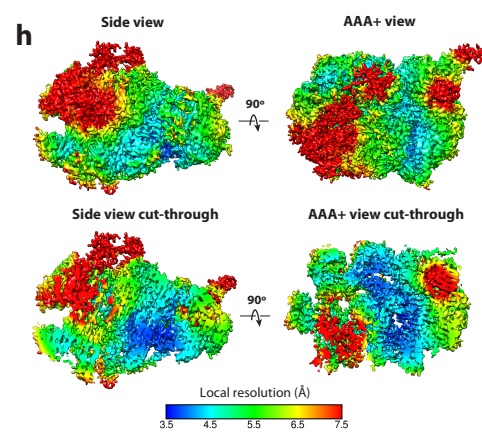 h
Side view
AAA+ view
90º
Side view cut-through
AAA+ view cut-through
90º
Local resolution (Å)
3.5 4.5 5.5 6.5 7.5